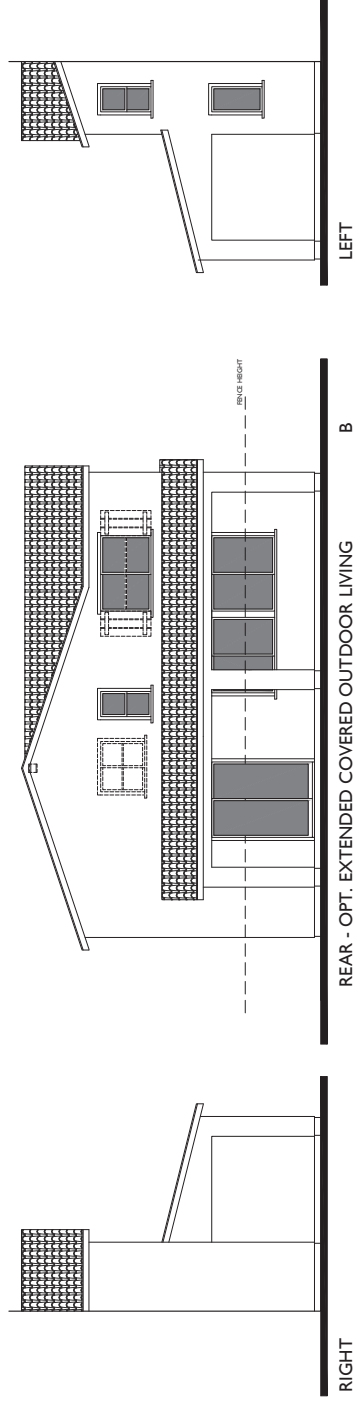 FENCE HEIGHT
RIGHT
REAR - OPT. EXTENDED COVERED OUTDOOR LIVING
B
LEFT